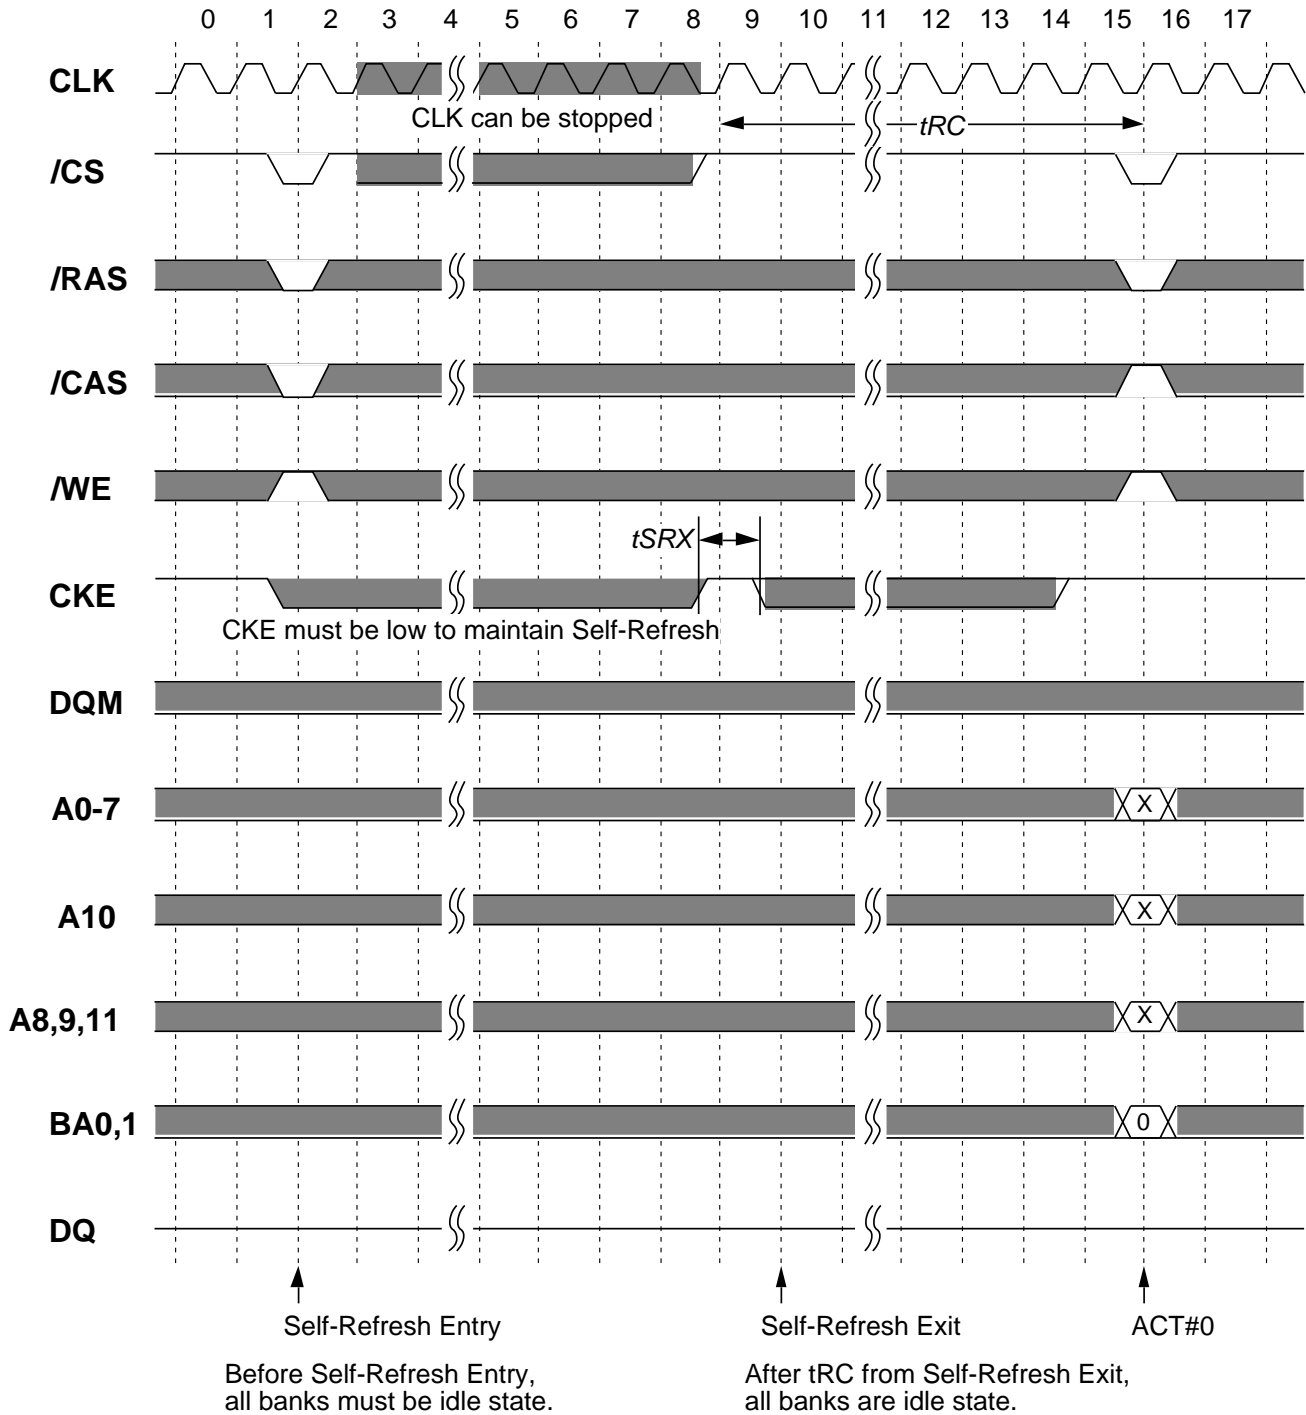 0 1 2 3 4 5 6 7 8 9 10 11 12 13 14 15 16 17
CLK
CLK can be stopped
tRC
/CS
/RAS
/CAS
/WE
tSRX
CKE
CKE must be low to maintain Self-Refresh
DQM
A0-7
X
A10
X
A8,9,11
X
BA0,1
0
DQ
Self-Refresh Entry
Self-Refresh Exit
ACT#0
Before Self-Refresh Entry,
all banks must be idle state.
After tRC from Self-Refresh Exit,
all banks are idle state.